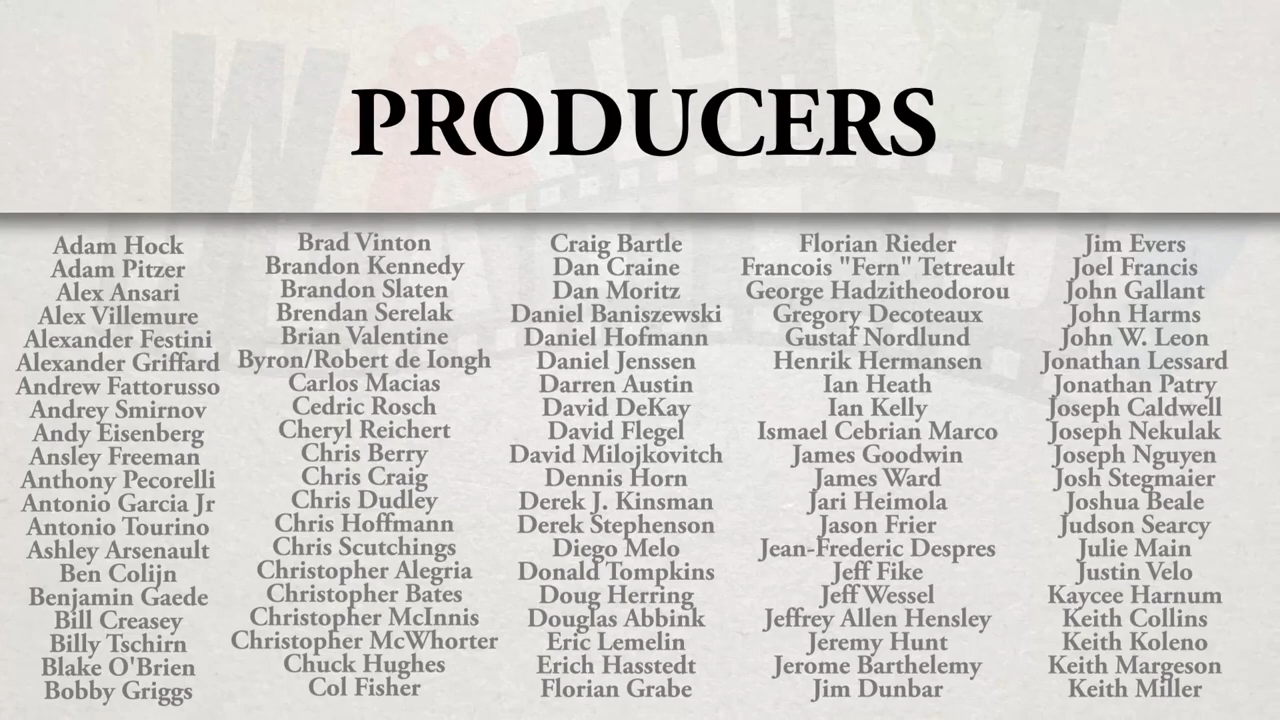 WATCH IT
PRODUCERS
Adam Hock
Adam Pitzer
Alex Ansari
Alex Villemure
Alexander Festini
Alexander Griffard
Andrew Fattorusso
Andrey Smirnov
Andy Eisenberg
Ansley Freeman
Anthony Pecorelli
Antonio Garcia Jr
Antonio Tourino
Ashley Arsenault
Ben Colijn
Benjamin Gaede
Bill Creasey
Billy Tschirn
Blake O'Brien
Bobby Griggs
Brad Vinton
Brandon Kennedy
Brandon Slaten
Brendan Serelak
Brian Valentine
Byron/Robert de Iongh
Carlos Macias
Cedric Rosch
Cheryl Reichert
Chris Berry
Chris Craig
Chris Dudley
Chris Hoffmann
Chris Scutchings
Christopher Alegria
Christopher Bates
Christopher McInnis
Christopher McWhorter
Chuck Hughes
Col Fisher
Craig Bartle
Dan Craine
Dan Moritz
Daniel Baniszewski
Daniel Hofmann
Daniel Jenssen
Darren Austin
David DeKay
David Flegel
David Milojkovitch
Dennis Horn
Derek J. Kinsman
Derek Stephenson
Diego Melo
Donald Tompkins
Doug Herring
Douglas Abbink
Eric Lemelin
Erich Hasstedt
Florian Grabe
Florian Rieder
Francois "Fern" Tetreault
George Hadzitheodorou
Gregory Decoteaux
Gustaf Nordlund
Henrik Hermansen
Ian Heath
Ian Kelly
Ismael Cebrian Marco
James Goodwin
James Ward
Jari Heimola
Jason Frier
Jean-Frederic Despres
Jeff Fike
Jeff Wessel
Jeffrey Allen Hensley
Jeremy Hunt
Jerome Barthelemy
Jim Dunbar
Jim Evers
Joel Francis
John Gallant
John Harms
John W. Leon
Jonathan Lessard
Jonathan Patry
Joseph Caldwell
Joseph Nekulak
Joseph Nguyen
Josh Stegmaier
Joshua Beale
Judson Searcy
Julie Main
Justin Velo
Kaycee Harnum
Keith Collins
Keith Koleno
Keith Margeson
Keith Miller